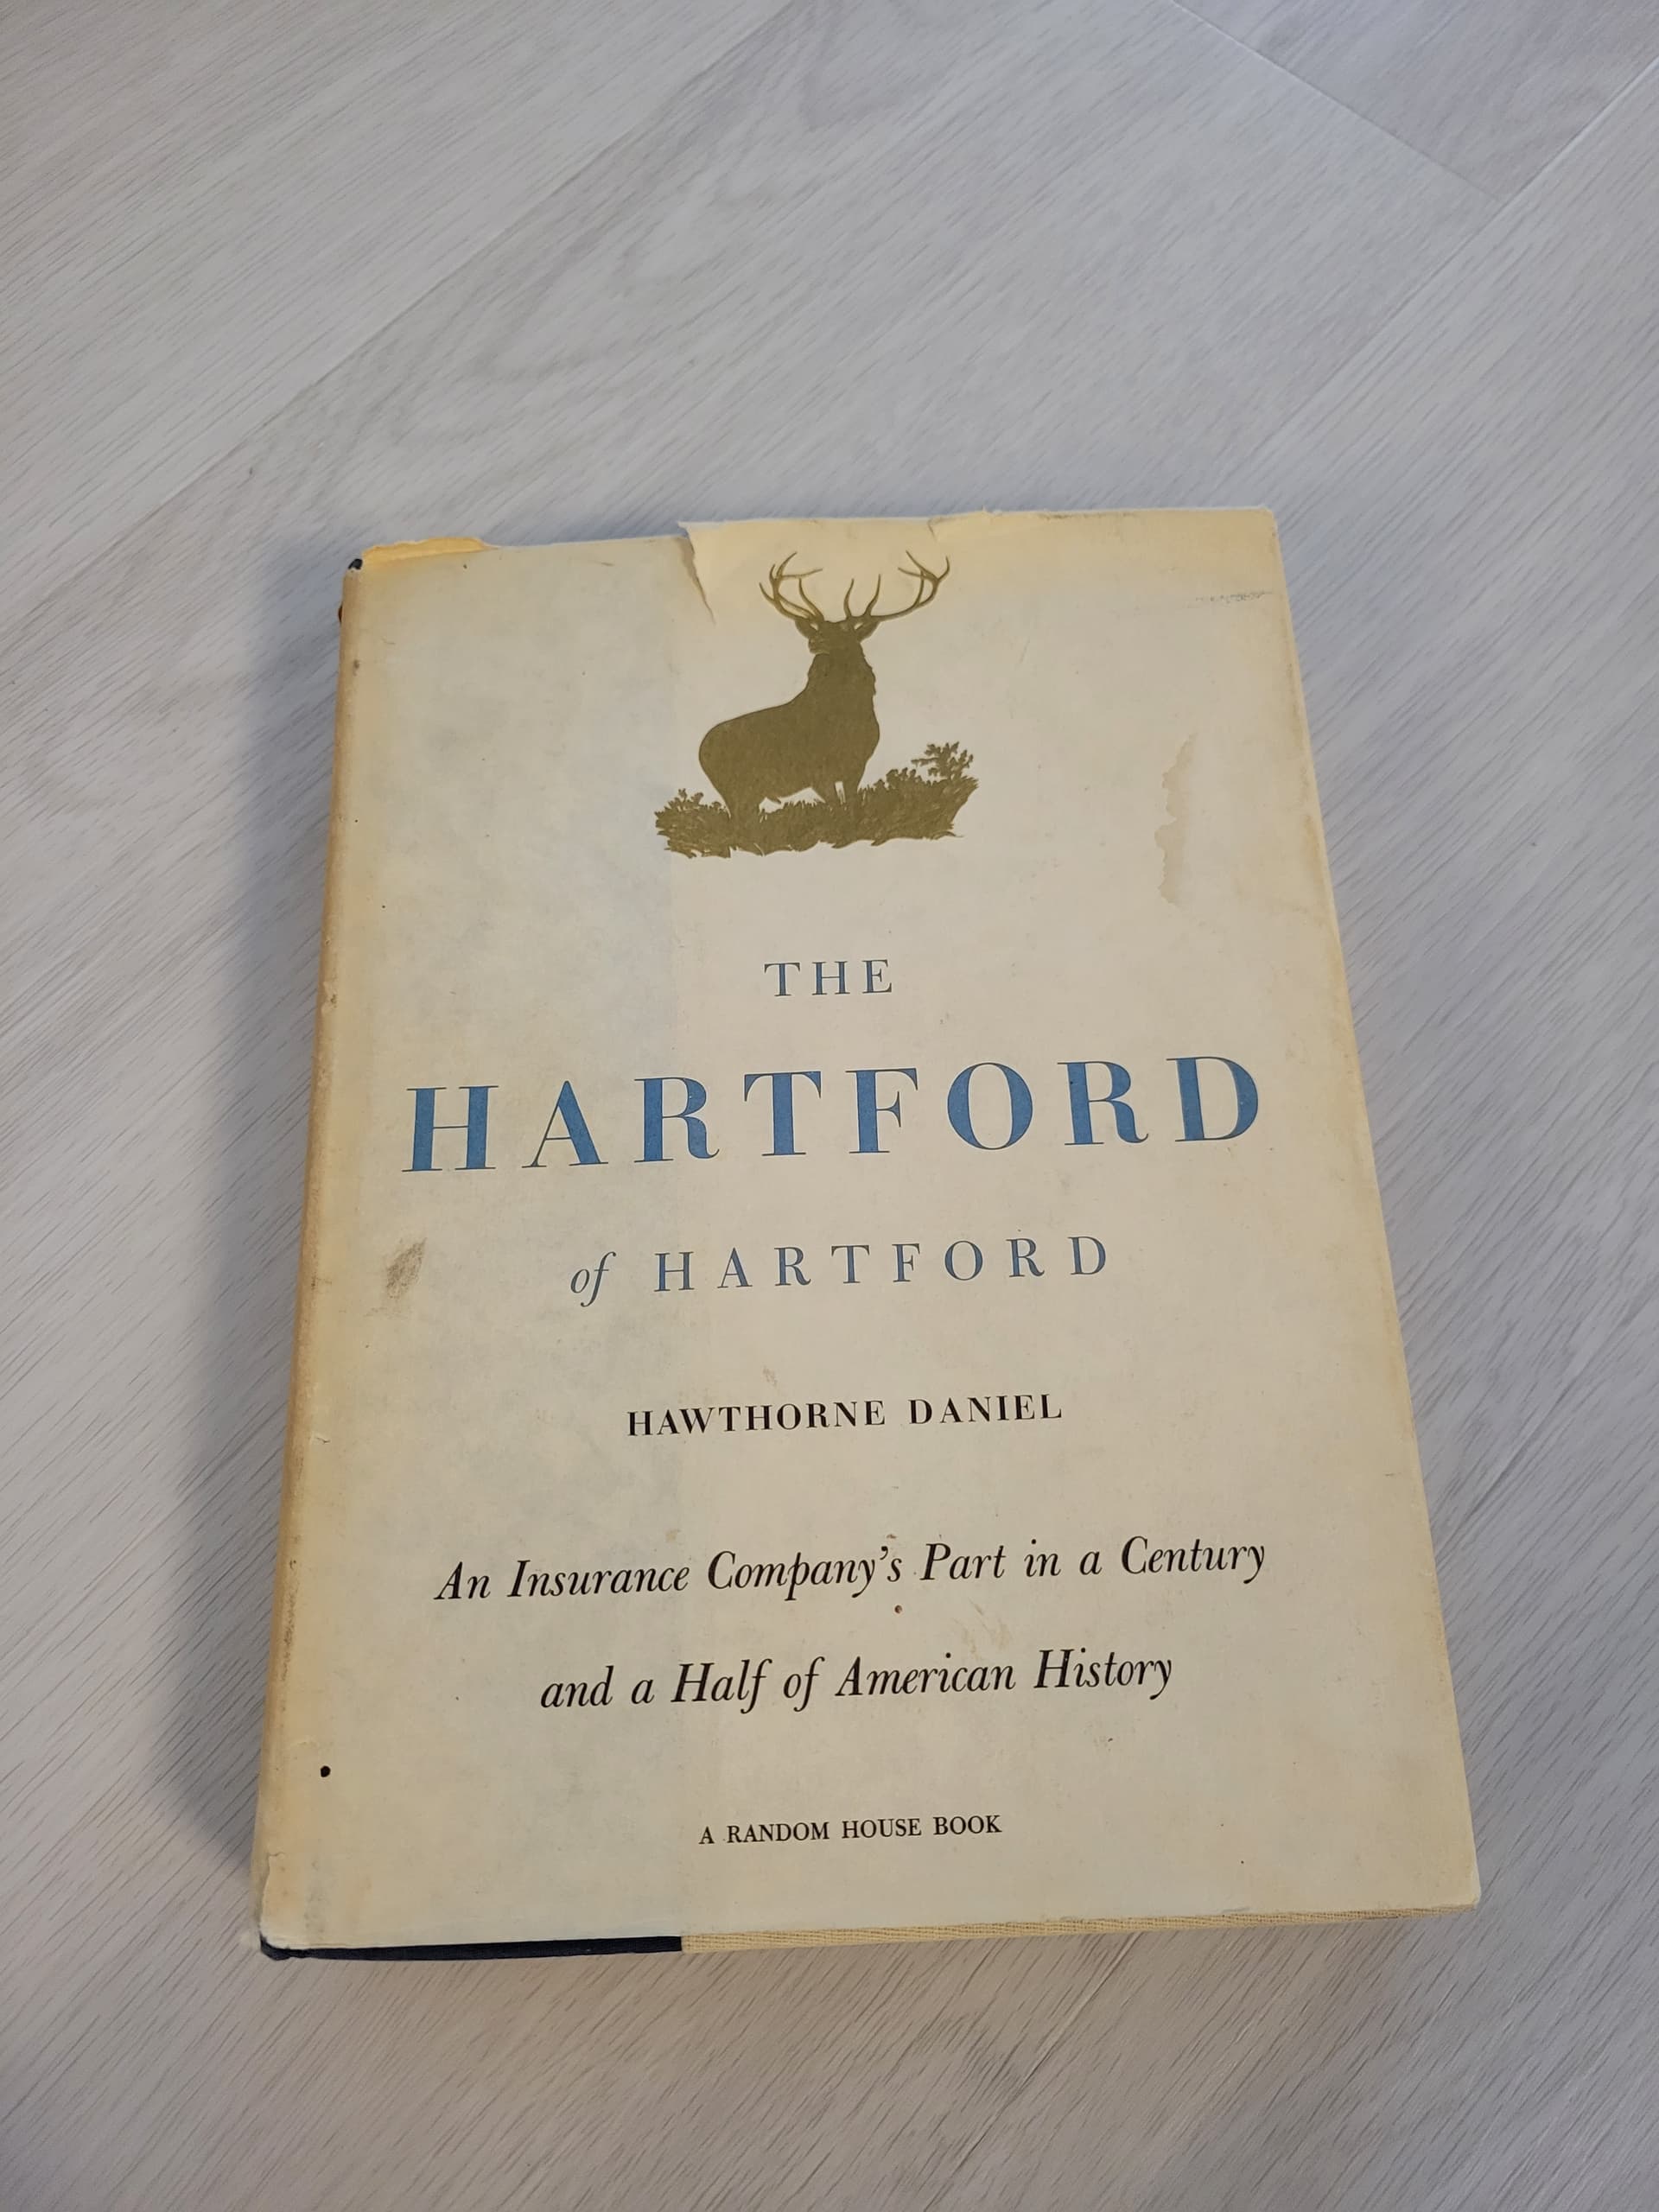 THE
HARTFORD
of HARTFORD
HAWTHORNE DANIEL
An Insurance Company's Part in a Century
and a Half of American History
A RANDOM HOUSE BOOK